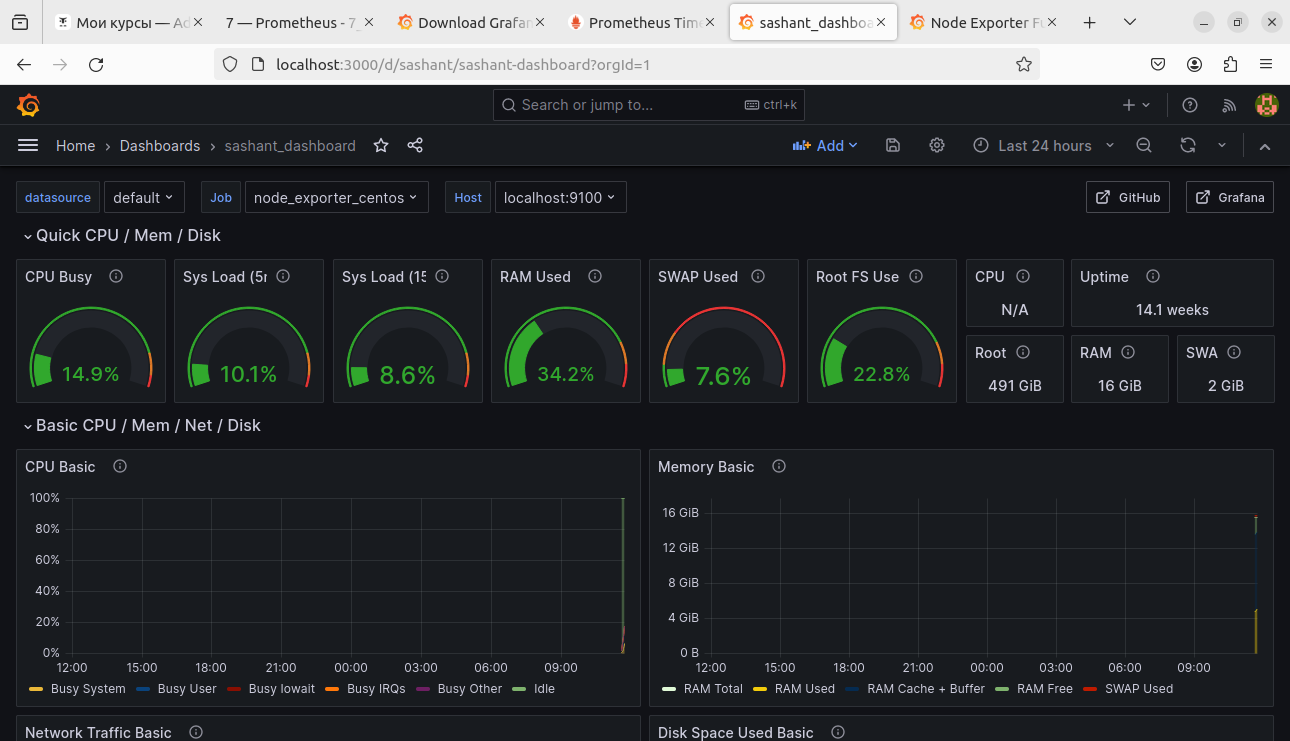 Мои курсы — Ad
7 — Prometheus - 7_
Download Grafan
Prometheus Time
sashant_dashboa
Node Exporter Fu
localhost:3000/d/sashant/sashant-dashboard?orgId=1
Search or jump to... ctrl+k
Home › Dashboards › sashant_dashboard
Add
Last 24 hours
datasource default Job node_exporter_centos Host localhost:9100 GitHub Grafana
Quick CPU / Mem / Disk
CPU Busy
14.9%
Sys Load (5r
10.1%
Sys Load (15
8.6%
RAM Used
34.2%
SWAP Used
7.6%
Root FS Use
22.8%
CPU
N/A
Uptime
14.1 weeks
Root
491 GiB
RAM
16 GiB
SWA
2 GiB
Basic CPU / Mem / Net / Disk
CPU Basic
100%
80%
60%
40%
20%
0%
12:00 15:00 18:00 21:00 00:00 03:00 06:00 09:00
Busy System Busy User Busy Iowait Busy IRQs Busy Other Idle
Memory Basic
16 GiB
12 GiB
8 GiB
4 GiB
0 B
12:00 15:00 18:00 21:00 00:00 03:00 06:00 09:00
RAM Total RAM Used RAM Cache + Buffer RAM Free SWAP Used
Network Traffic Basic
Disk Space Used Basic